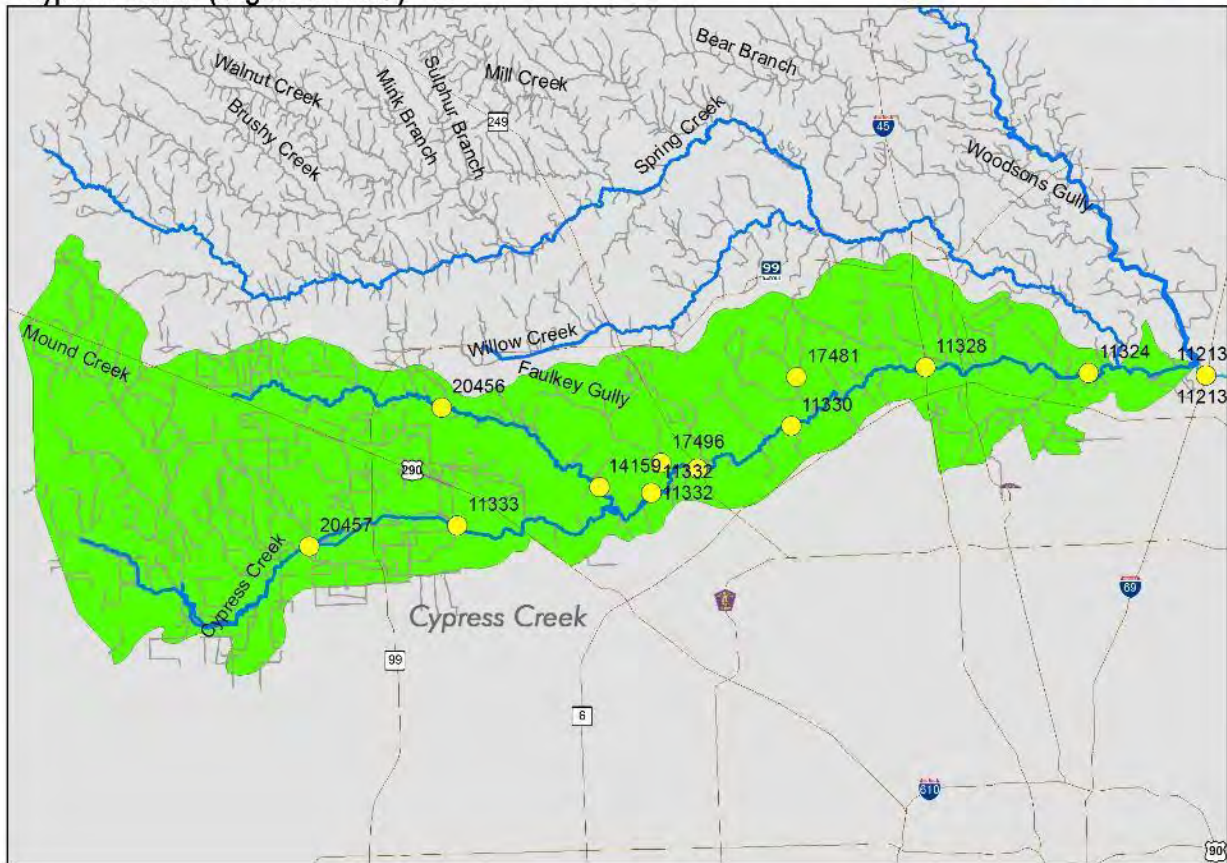 Bear Branch
Walnut Creek
Mill Creek
Sulphur Branch
Mink Branch
249
45
Brushy Creek
Spring Creek
Woodsons Gully
99
Mound Creek
Willow Creek
11328
11324
11213
17481
Faulkey Gully
20456
11213
11330
17496
14159
11332
290
11332
11333
20457
Cypress Creek
69
Cypress Creek
99
6
610
90